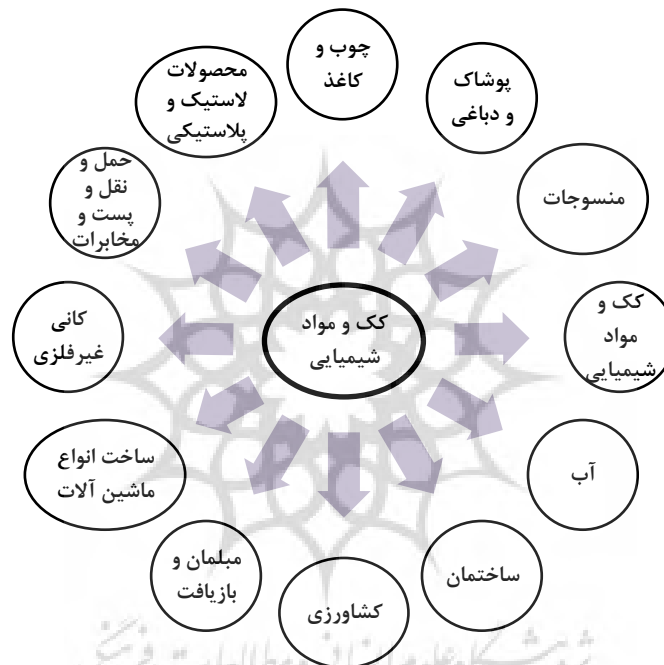 چوب و
کاغذ
پوشاک
و دباغی
منسوجات
کک و
مواد
شیمیایی
آب
ساختمان
کشاورزی
مبلمان و
بازیافت
ساخت انواع
ماشین آلات
کانی
غیرفلزی
حمل و
نقل و
پست و
مخابرات
محصولات
لاستیک و
پلاستیکی
کک و مواد
شیمیایی